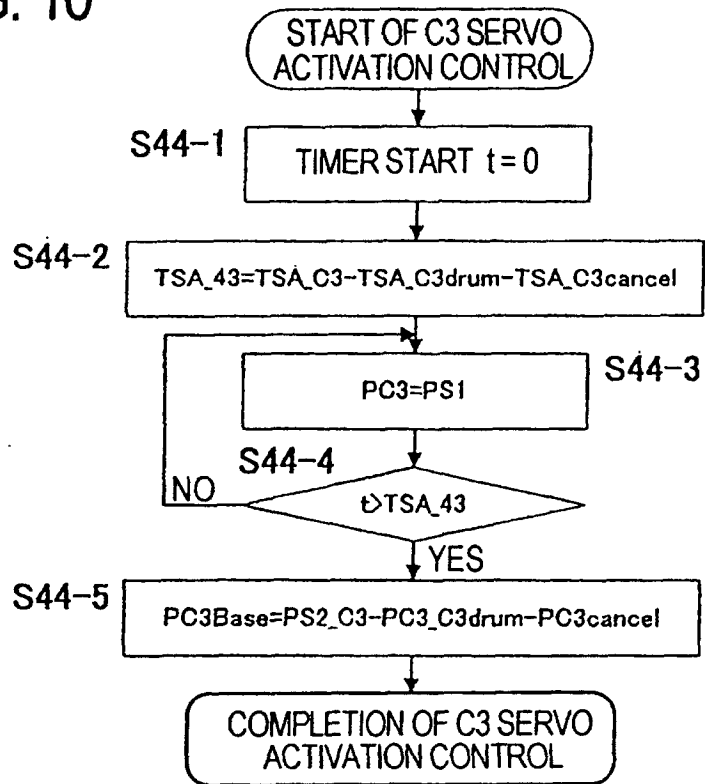 G. 10
START OF C3 SERVO
ACTIVATION CONTROL
S44-1
TIMER START t=0
S44-2
TSA_43=TSA_C3-TSA_C3drum-TSA_C3cancel
PC3=PS1
S44-3
S44-4
NO
t>TSA_43
YES
S44-5
PC3Base=PS2_C3-PC3_C3drum-PC3cancel
COMPLETION OF C3 SERVO
ACTIVATION CONTROL